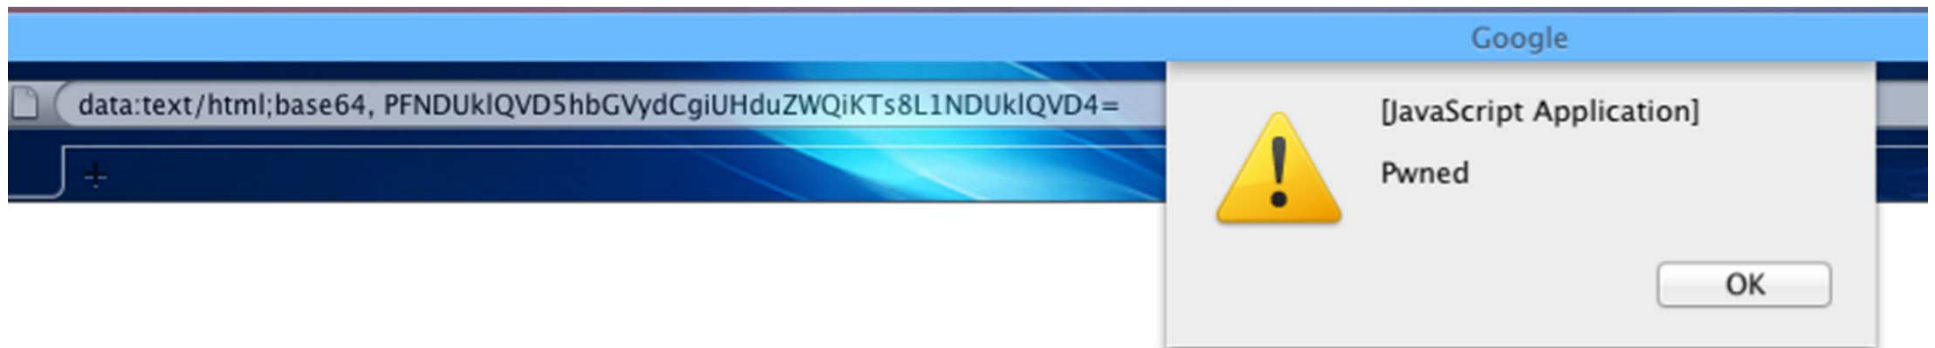 Google
data:text/html;base64, PFNDUklQVD5hbGVydCgiUHduZWQiKTs8L1NDUklQVD4=
[JavaScript Application]
Pwned
OK